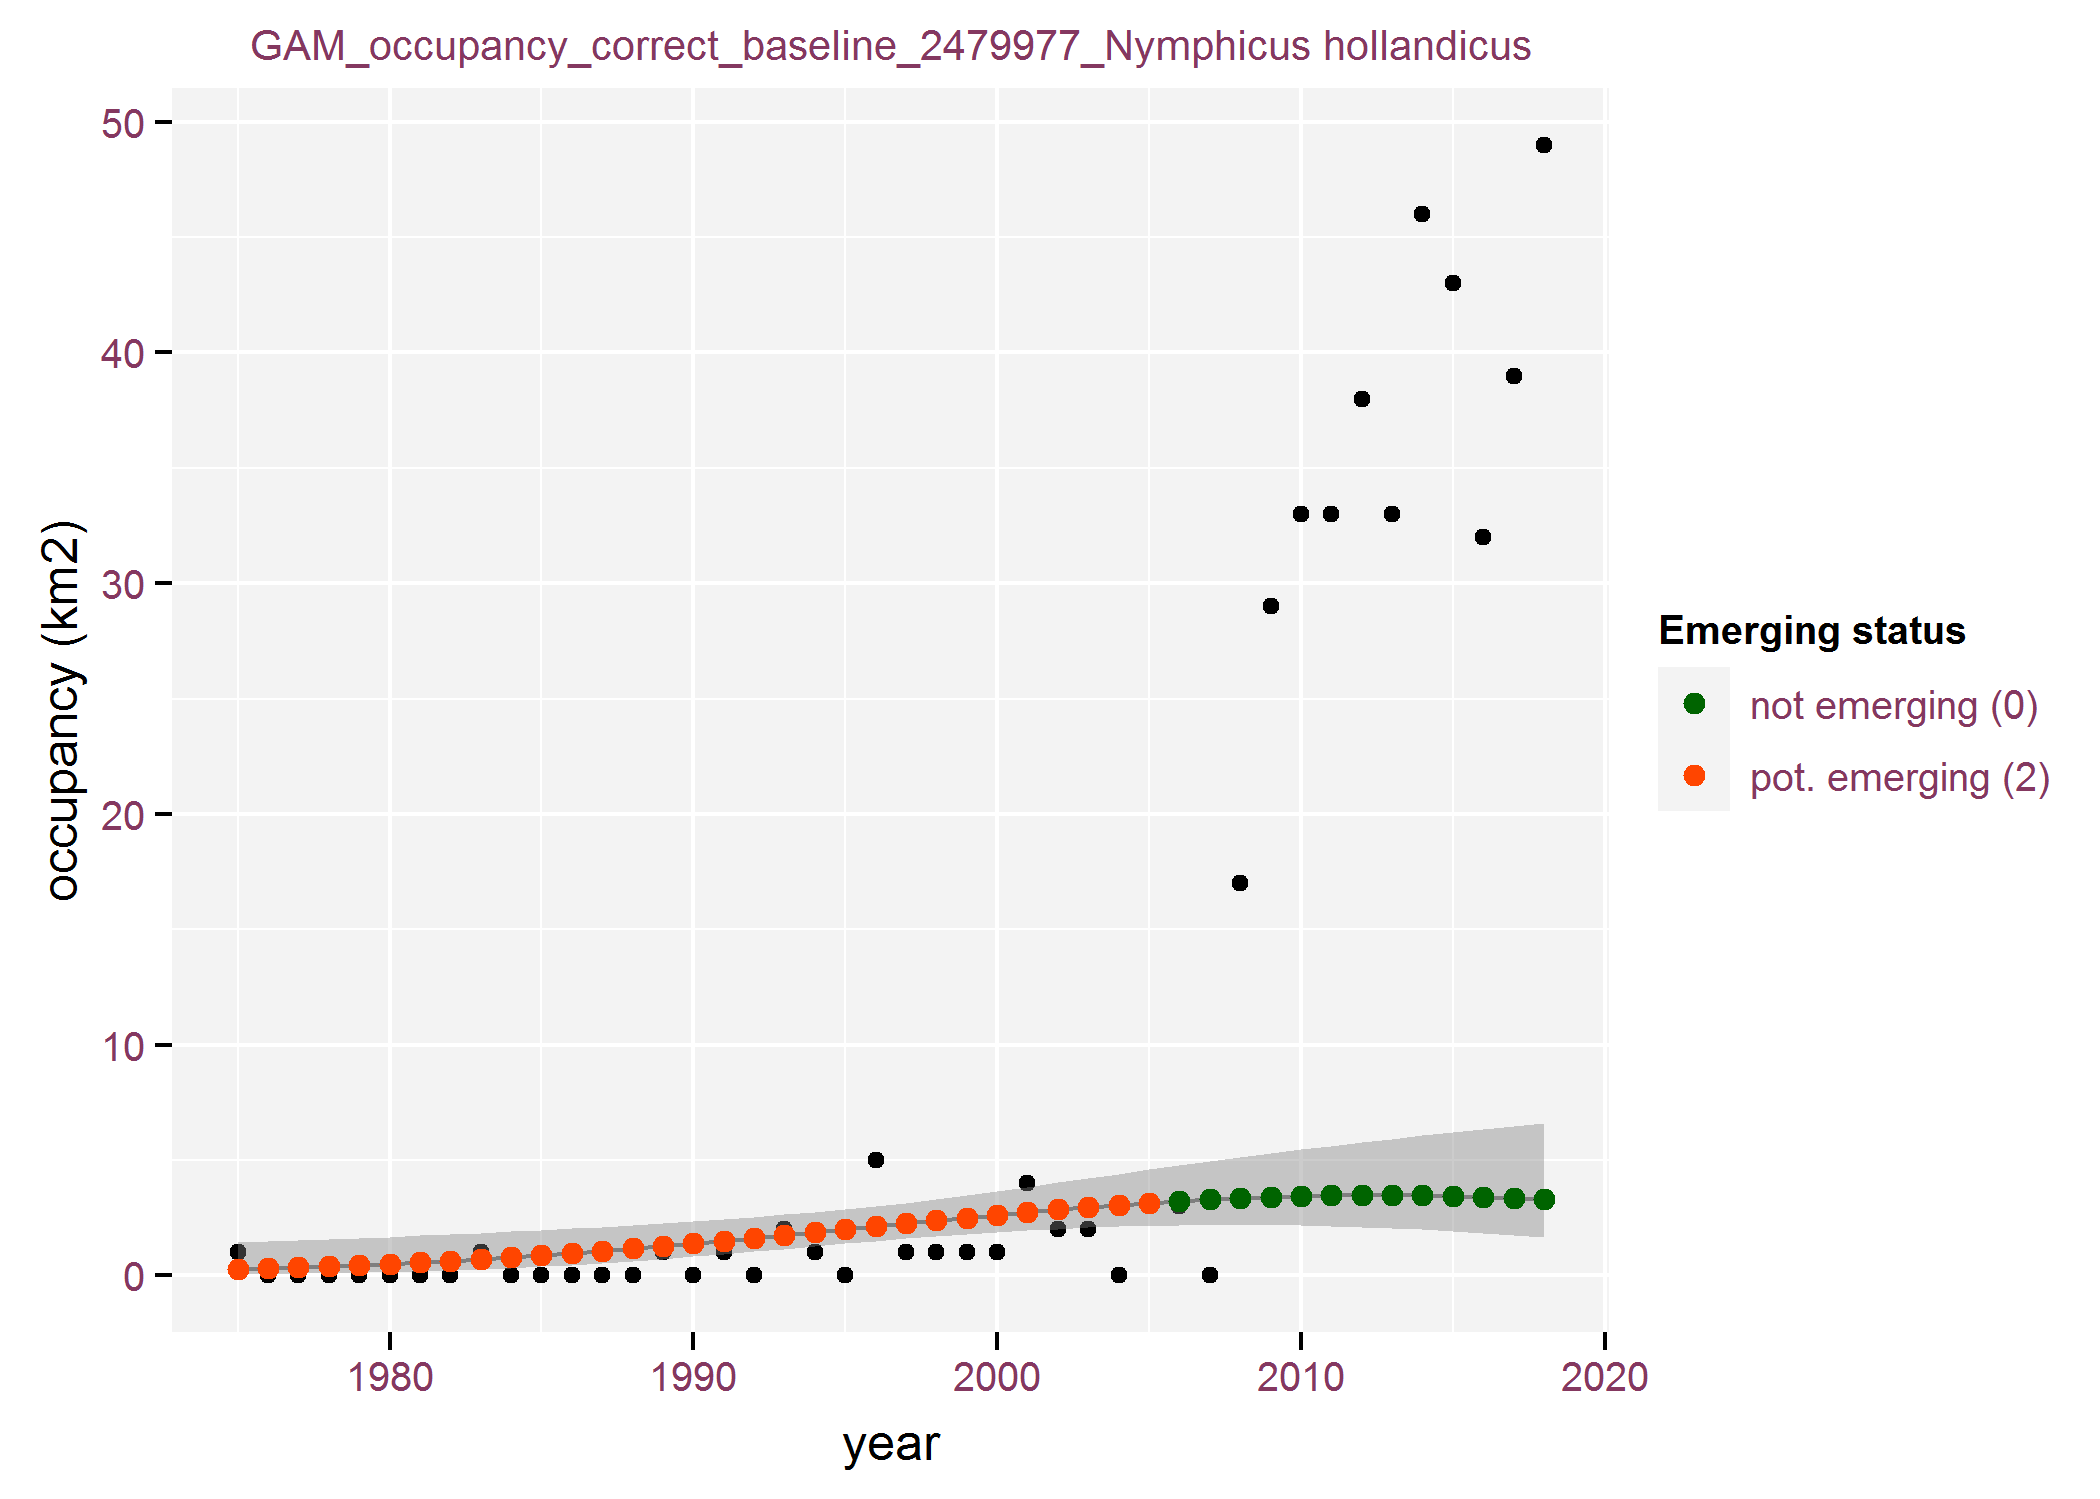 GAM_occupancy_correct_baseline_2479977_Nymphicus hollandicus
50
40
30
20
10
0
occupancy (km2)
1980 1990 2000 2010 2020
year
Emerging status
not emerging (0)
pot. emerging (2)